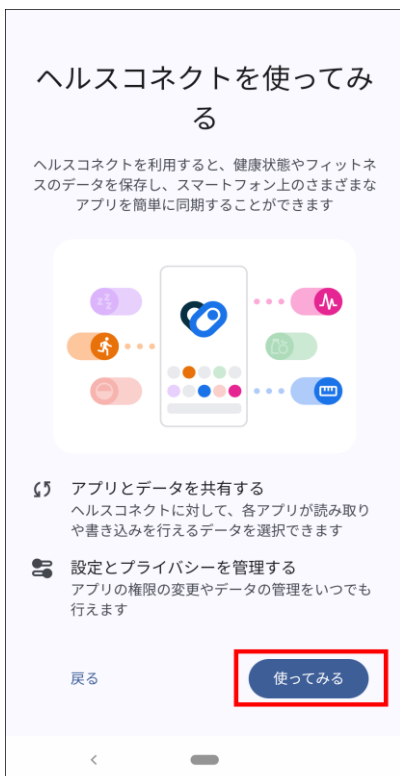 ヘルスコネクトを使ってみ
る
ヘルスコネクトを利用すると、健康状態やフィットネ
スのデータを保存し、スマートフォン上のさまざまな
アプリを簡単に同期することができます
zzz
アプリとデータを共有する
ヘルスコネクトに対して、各アプリが読み取り
や書き込みを行えるデータを選択できます
設定とプライバシーを管理する
アプリの権限の変更やデータの管理をいつでも
行えます
戻る
使ってみる